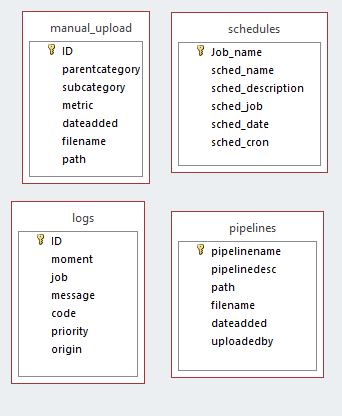 manual_upload
ID
parentcategory
subcategory
metric
dateadded
filename
path
schedules
Job_name
sched_name
sched_description
sched_job
sched_date
sched_cron
logs
ID
moment
job
message
code
priority
origin
pipelines
pipelinename
pipelinedesc
path
filename
dateadded
uploadedby